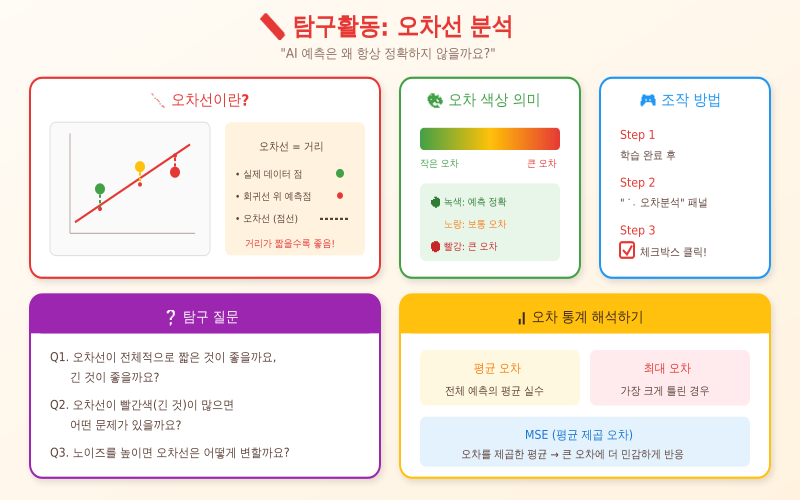 탐구활동: 오차선 분석
"AI 예측은 왜 항상 정확하지 않을까요?"
오차선이란?
오차선 = 거리
• 실제 데이터 점
• 회귀선 위 예측점
• 오차선 (점선)
거리가 짧을수록 좋음!
오차 색상 의미
작은 오차
큰 오차
녹색: 예측 정확
노랑: 보통 오차
빨강: 큰 오차
조작 방법
Step 1
학습 완료 후
Step 2
" 오차분석" 패널
Step 3
체크박스 클릭!
? 탐구 질문
Q1. 오차선이 전체적으로 짧은 것이 좋을까요,
긴 것이 좋을까요?
Q2. 오차선이 빨간색(긴 것)이 많으면
어떤 문제가 있을까요?
Q3. 노이즈를 높이면 오차선은 어떻게 변할까요?
오차 통계 해석하기
평균 오차
전체 예측의 평균 실수
최대 오차
가장 크게 틀린 경우
MSE (평균 제곱 오차)
오차를 제곱한 평균 → 큰 오차에 더 민감하게 반응